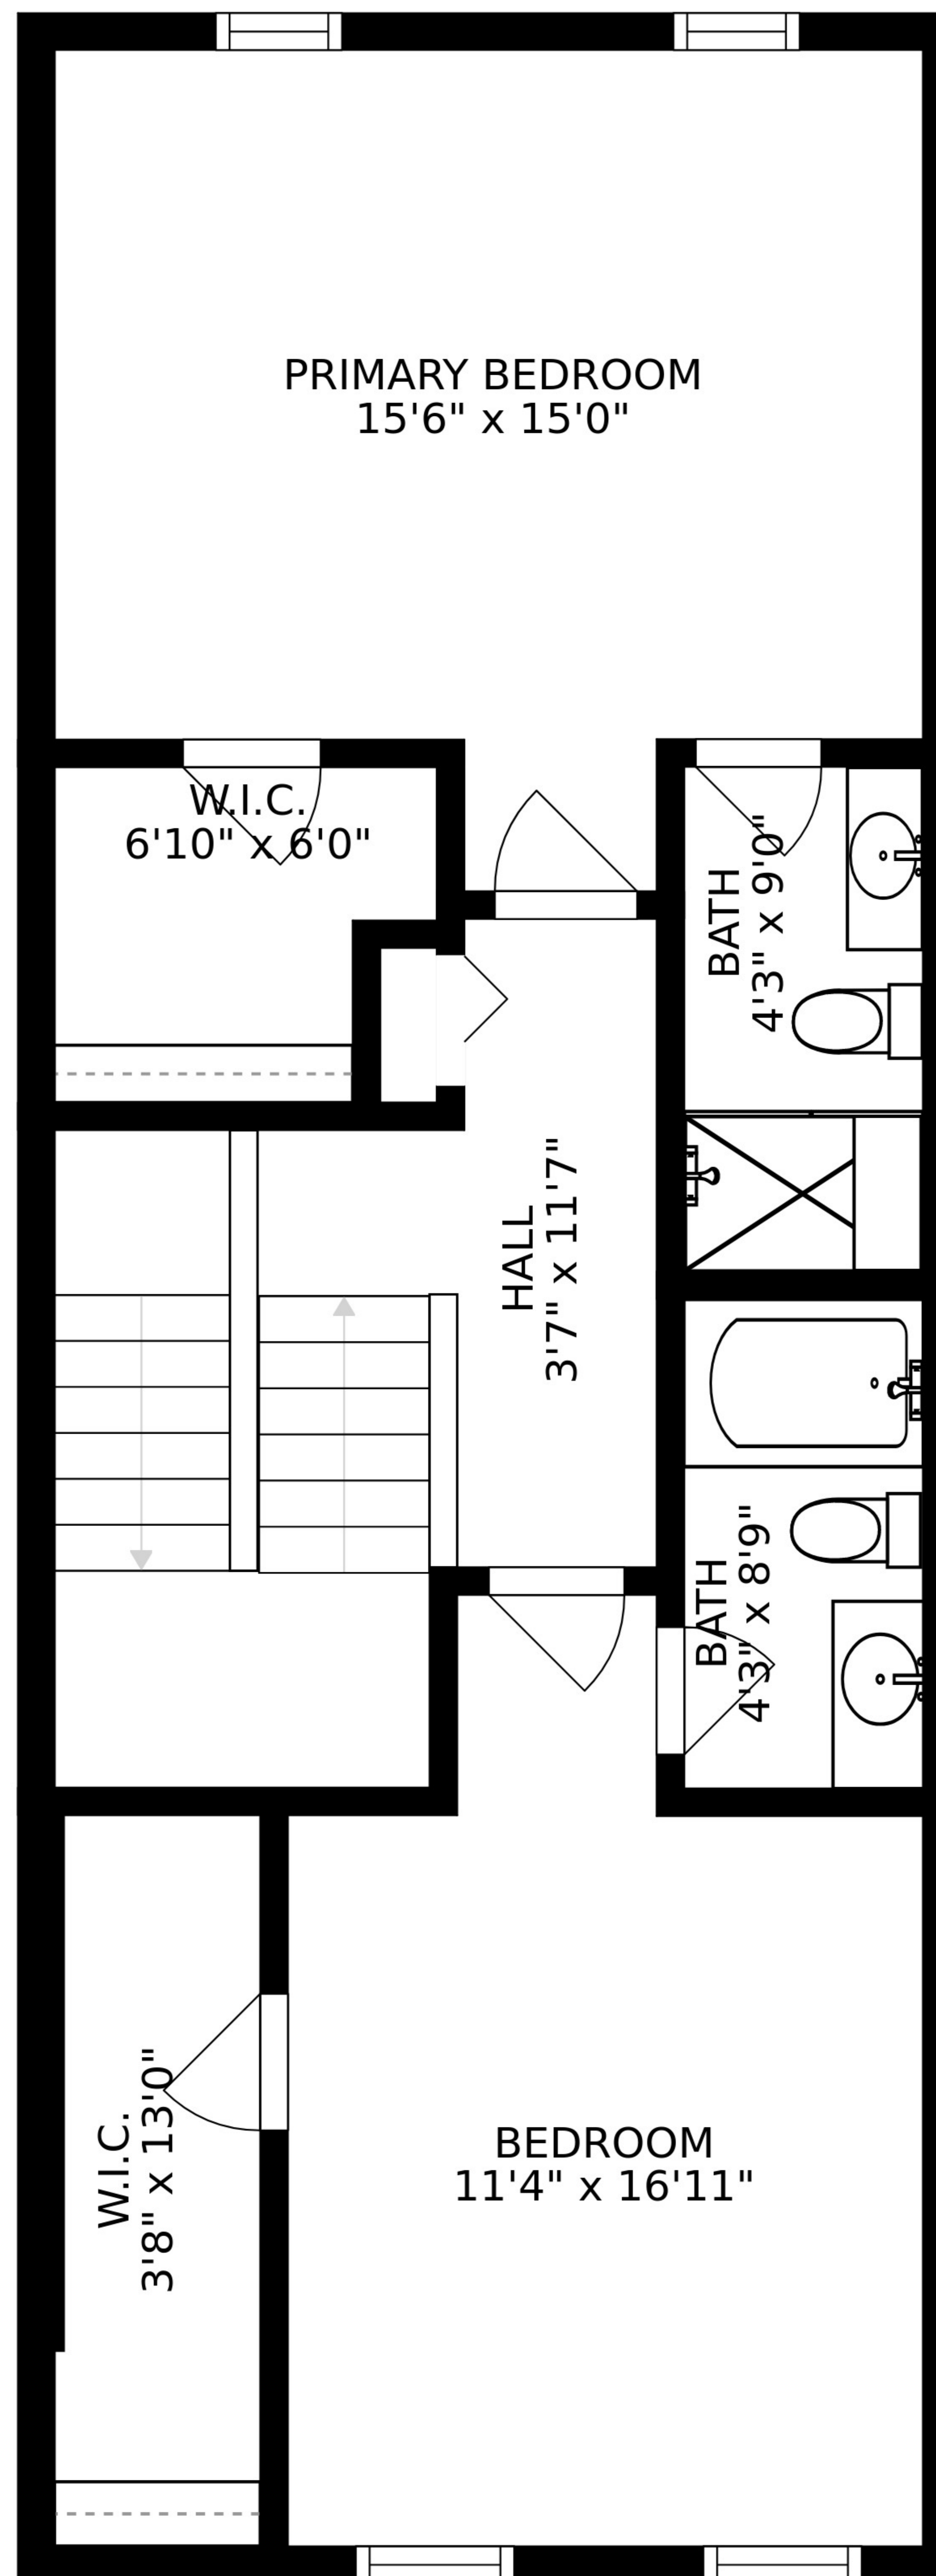 PRIMARY BEDROOM
15'6" x 15'0"
W.I.C.
6'10" x 6'0"
BATH
4'3" x 9'0"
HALL
3'7" x 11'7"
BATH
4'3" x 8'9"
W.I.C.
3'8" x 13'0"
BEDROOM
11'4" x 16'11"